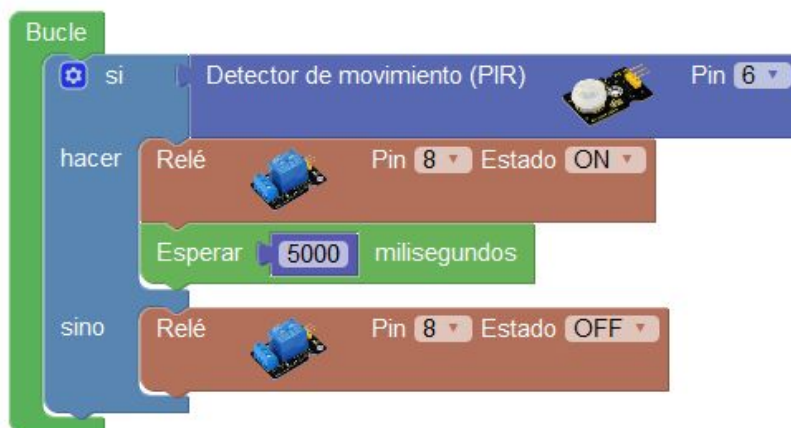 Bucle
si Detector de movimiento (PIR) Pin 6
hacer Relé Pin 8 Estado ON
Esperar 5000 milisegundos
sino Relé Pin 8 Estado OFF